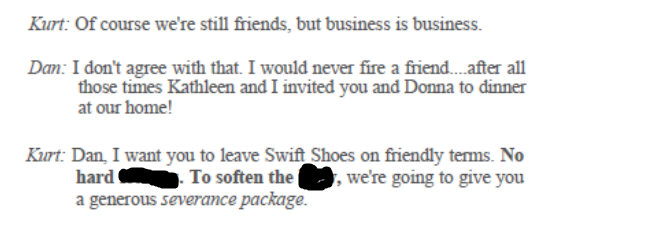 Kurt: Of course we're still friends, but business is business.
Dan: I don't agree with that. I would never fire a friend....after all
those times Kathleen and I invited you and Donna to dinner
at our home!
Kurt: Dan, I want you to leave Swift Shoes on friendly terms. No
hard . To soften the , we're going to give you
a generous severance package.